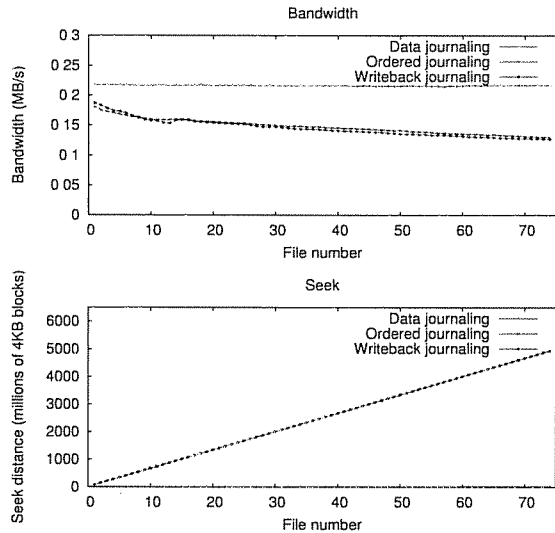 Bandwidth
Bandwidth (MB/s)
0 3
0 25
0 2
0 15
0 1
0 05
0
Data journaling
Ordered journaling
Writeback journaling
0 10 20 30 40 50 60 70
File number
Seek
Seek distance (millions of 4KB blocks)
6000
5000
4000
3000
2000
1000
0
Data journaling
Ordered journaling
Writeback journaling
0 10 20 30 40 50 60 70
File number